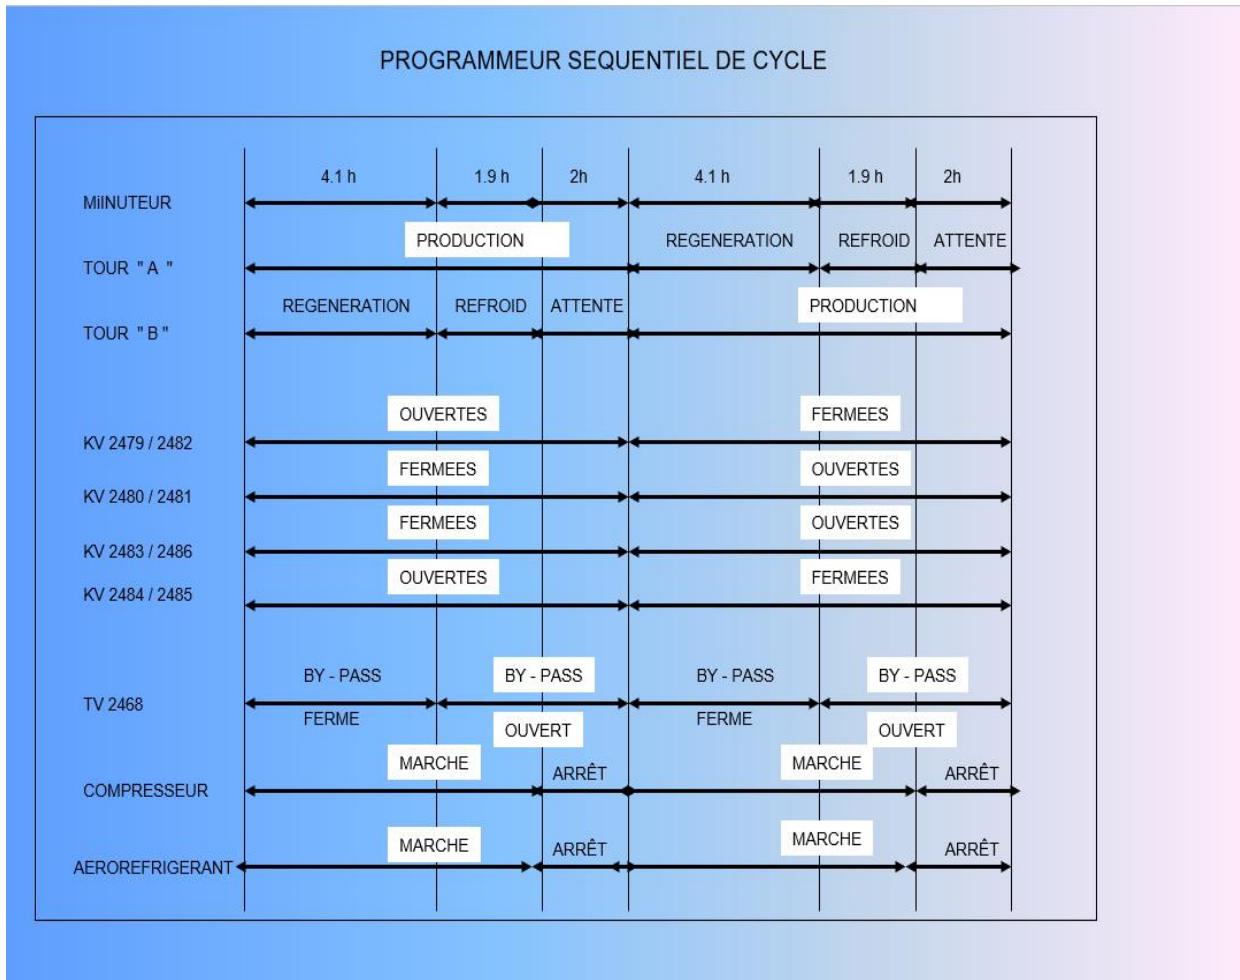 PROGRAMMEUR SEQUENTIEL DE CYCLE
4.1 h 1.9 h 2h 4.1 h 1.9 h 2h
MiINUTEUR
PRODUCTION REGENERATION REFROID ATTENTE
TOUR " A "
REGENERATION REFROID ATTENTE PRODUCTION
TOUR " B "
OUVERTES FERMEES
KV 2479 / 2482
FERMEES OUVERTES
KV 2480 / 2481
FERMEES OUVERTES
KV 2483 / 2486
OUVERTES FERMEES
KV 2484 / 2485
BY - PASS BY - PASS BY - PASS BY - PASS
TV 2468
FERME OUVERT FERME OUVERT
MARCHE ARRÊT MARCHE ARRÊT
COMPRESSEUR
MARCHE ARRÊT MARCHE ARRÊT
AEROREFRIGERANT